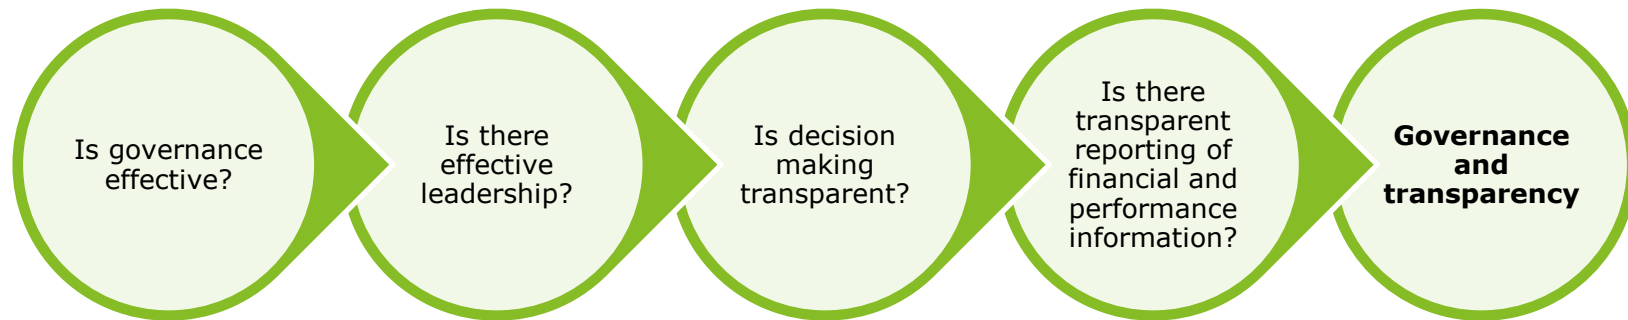 Is governance
effective?
Is there
effective
leadership?
Is decision
making
transparent?
Is there
transparent
reporting of
financial and
performance
information?
Governance
and
transparency